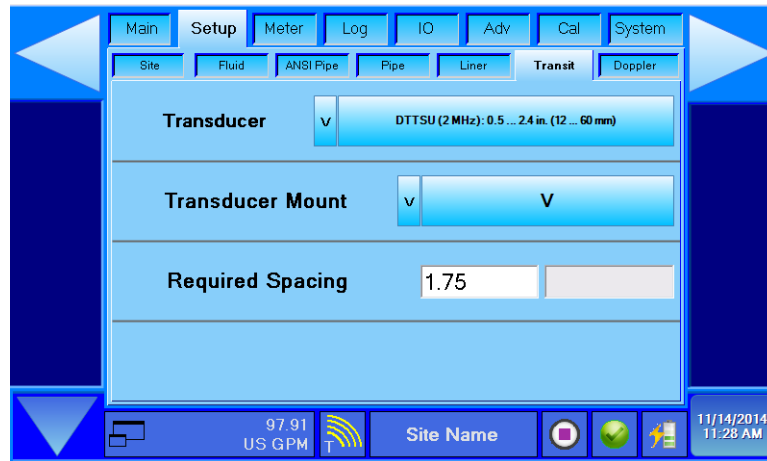 Main Setup Meter Log IO Adv Cal System
Site Fluid ANSI Pipe Pipe Liner Transit Doppler
Transducer v DTTSU (2 MHz): 0.5 ... 2.4 in. (12 ... 60 mm)
Transducer Mount v V
Required Spacing 1.75
97.91
US GPM T Site Name
11/14/2014
11:28 AM